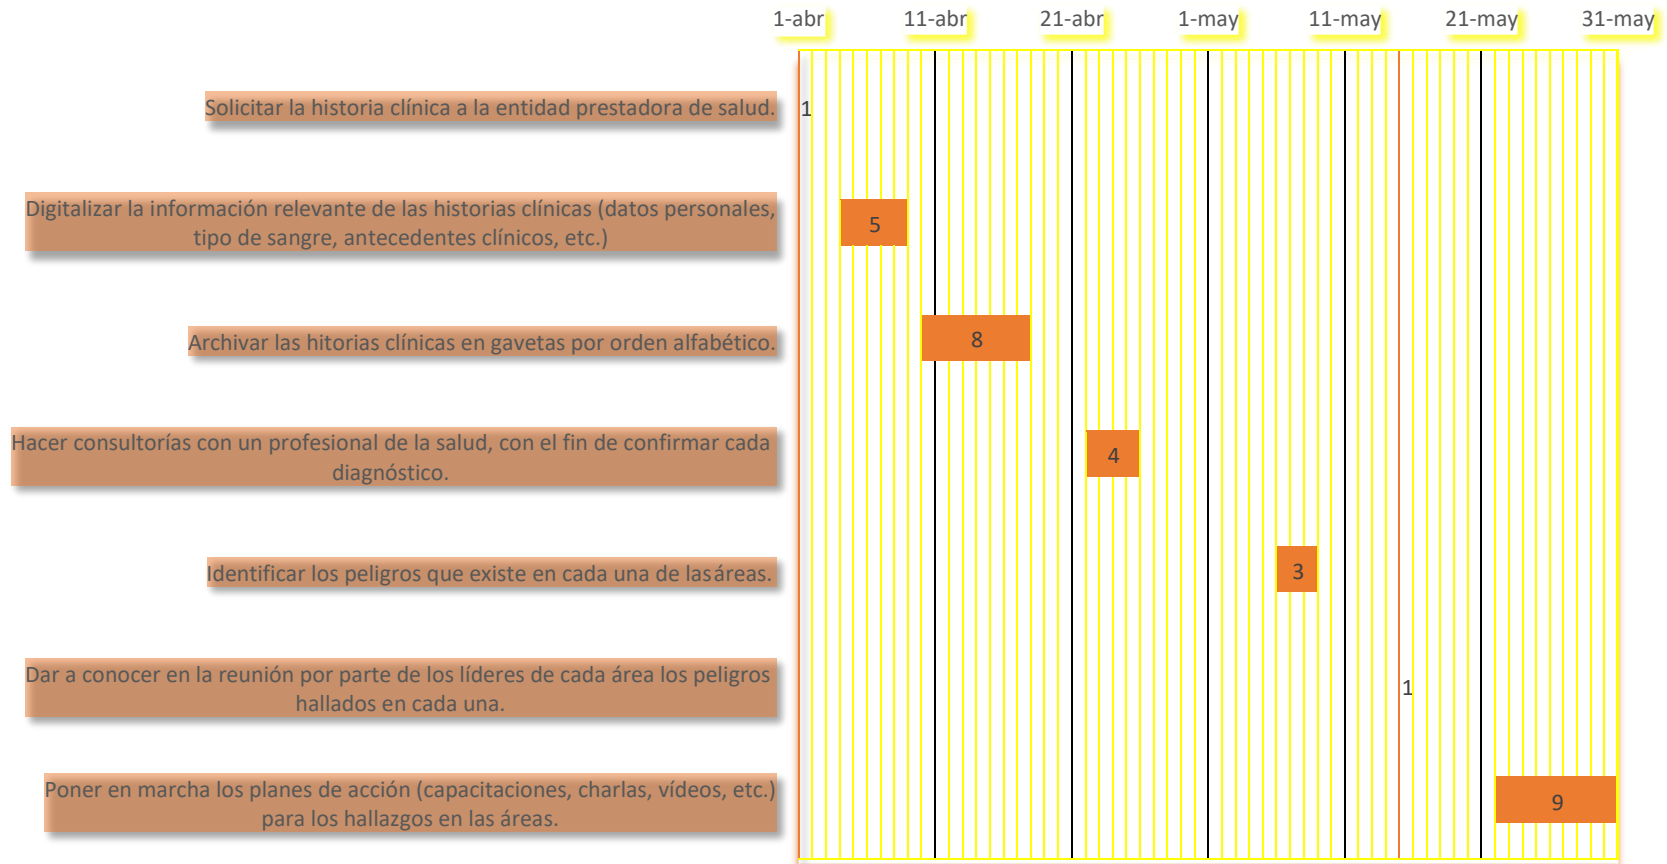 1-abr 11-abr 21-abr 1-may 11-may 21-may 31-may
Solicitar la historia clínica a la entidad prestadora de salud.
1
Digitalizar la información relevante de las historias clínicas (datos personales,
tipo de sangre, antecedentes clínicos, etc.)
5
Archivar las hitorias clínicas en gavetas por orden alfabético.
8
Hacer consultorías con un profesional de la salud, con el fin de confirmar cada
diagnóstico.
4
Identificar los peligros que existe en cada una de lasáreas.
3
Dar a conocer en la reunión por parte de los líderes de cada área los peligros
hallados en cada una.
1
Poner en marcha los planes de acción (capacitaciones, charlas, vídeos, etc.)
para los hallazgos en las áreas.
9